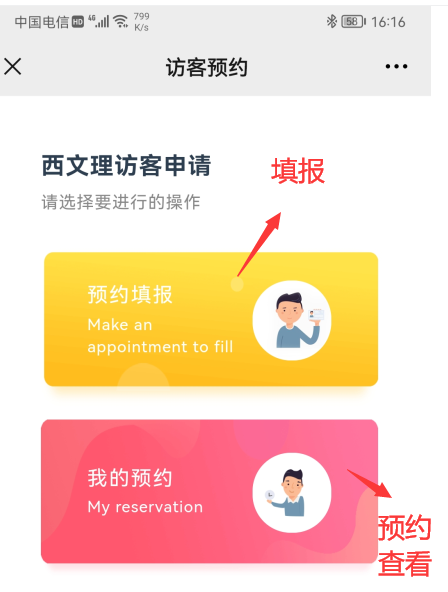 中国电信 HD 4G 799 K/s 58 16:16
访客预约
西文理访客申请
填报
请选择要进行的操作
预约填报
Make an
appointment to fill
我的预约
My reservation
预约
查看